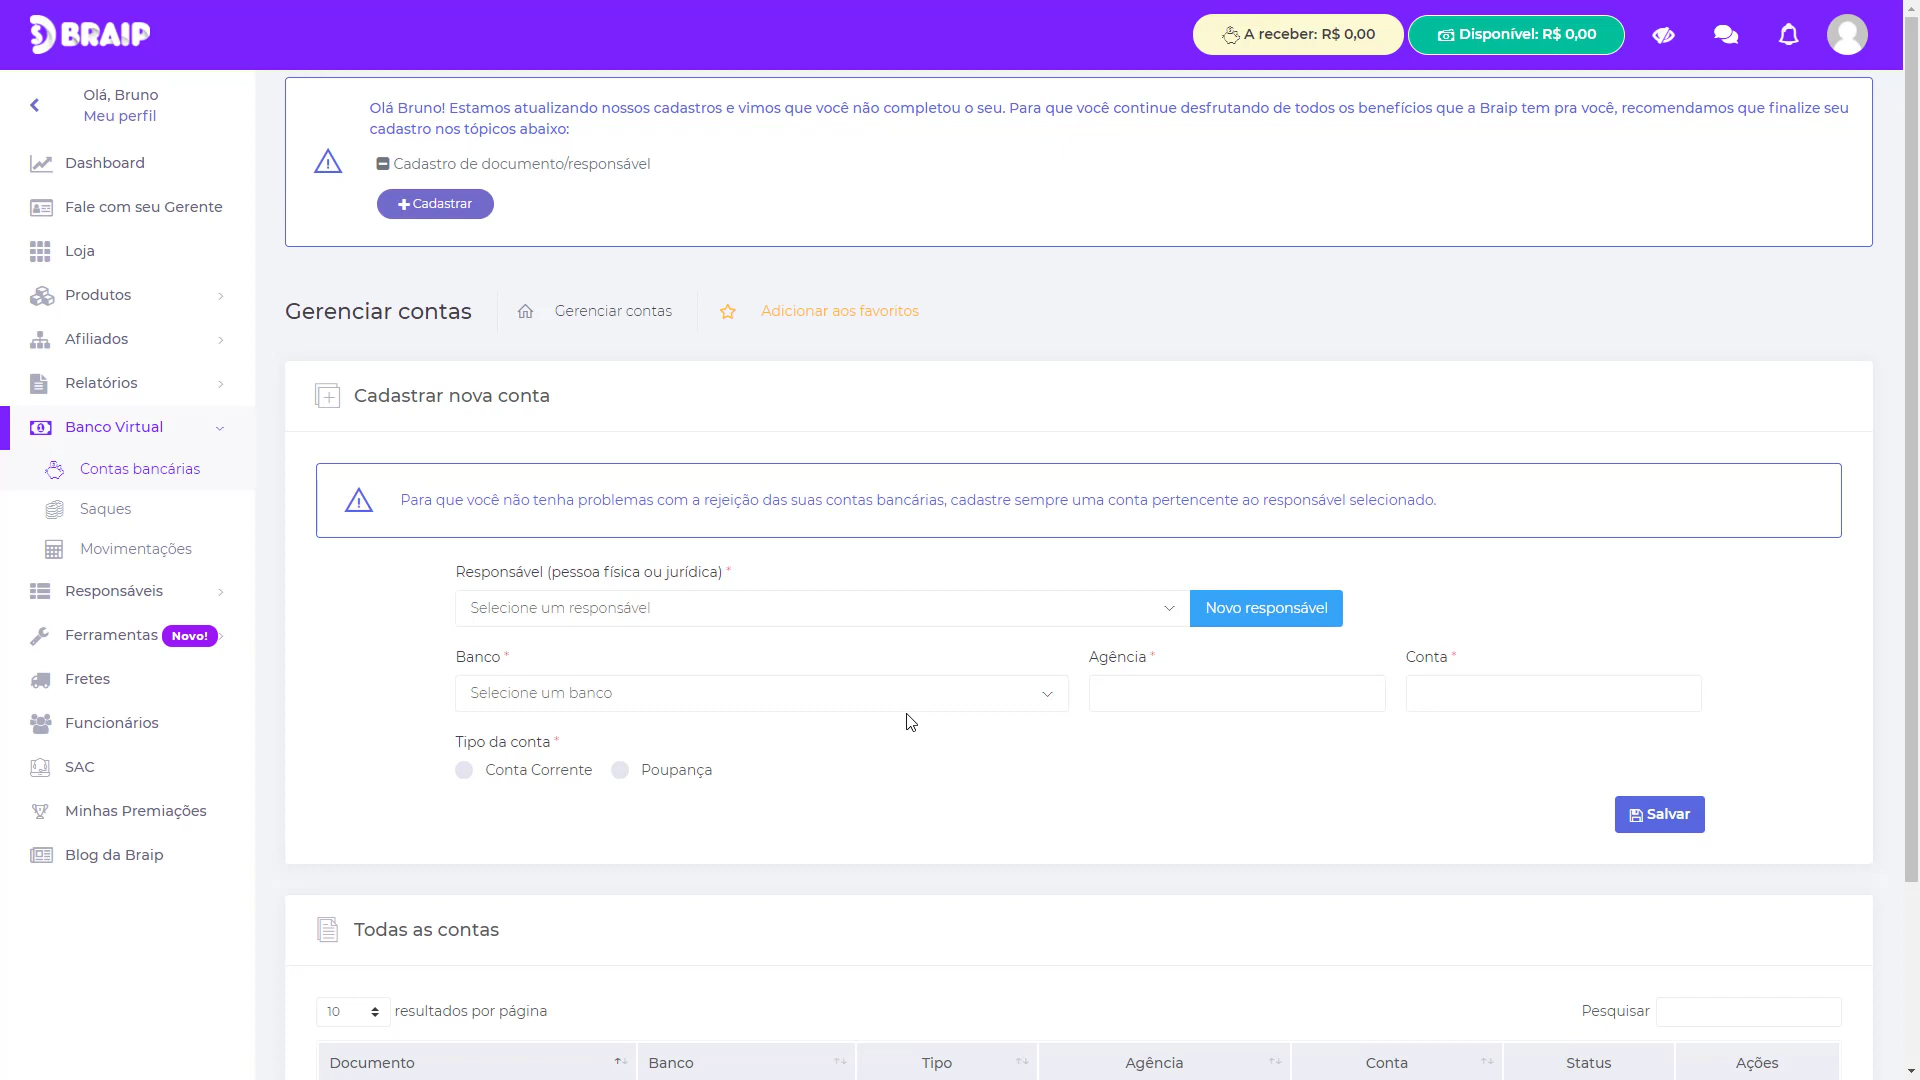 BRAIP
A receber: R$ 0,00
Disponível: R$ 0,00
Olá, Bruno
Meu perfil
Dashboard
Fale com seu Gerente
Loja
Produtos
Afiliados
Relatórios
Banco Virtual
Contas bancárias
Saques
Movimentações
Responsáveis
Ferramentas Novo!
Fretes
Funcionários
SAC
Minhas Premiações
Blog da Braip
Olá Bruno! Estamos atualizando nossos cadastros e vimos que você não completou o seu. Para que você continue desfrutando de todos os benefícios que a Braip tem pra você, recomendamos que finalize seu
cadastro nos tópicos abaixo:
Cadastro de documento/responsável
Cadastrar
Gerenciar contas
Gerenciar contas
Adicionar aos favoritos
Cadastrar nova conta
Para que você não tenha problemas com a rejeição das suas contas bancárias, cadastre sempre uma conta pertencente ao responsável selecionado.
Responsável (pessoa física ou jurídica) *
Selecione um responsável
Novo responsável
Banco * Agência * Conta *
Selecione um banco
Tipo da conta *
Conta Corrente Poupança
Salvar
Todas as contas
10 resultados por página
Pesquisar
Documento Banco Tipo Agência Conta Status Ações